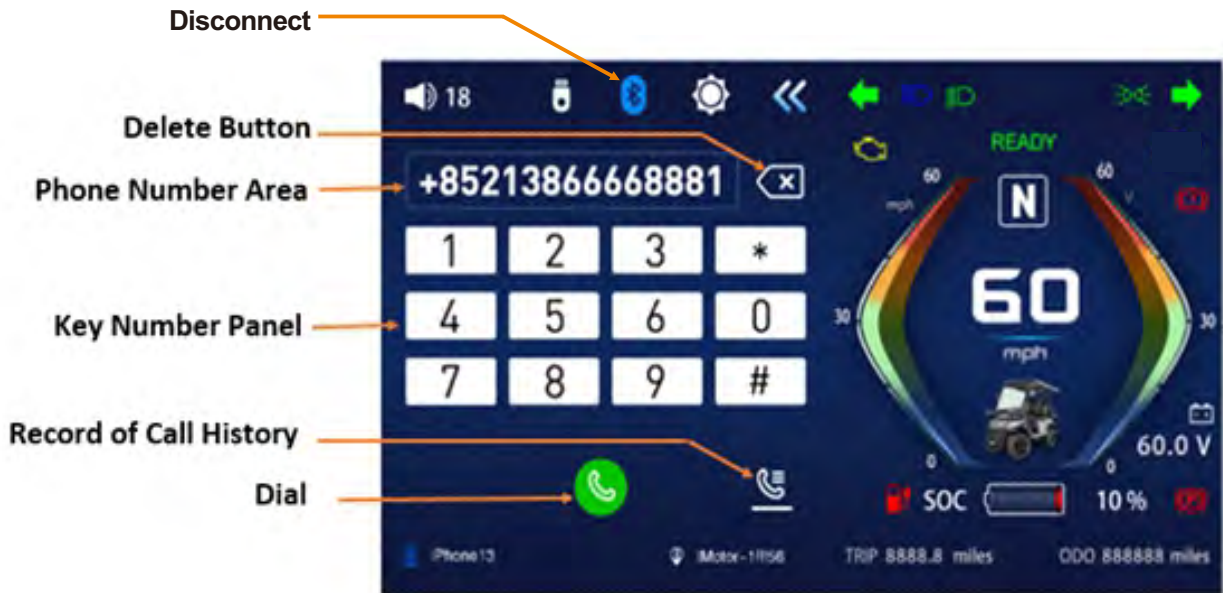 Disconnect
18
Delete Button
READY
Phone Number Area
+85213866668881
60
60
mph
N
V
1 2 3 *
Key Number Panel
4 5 6 0
30
60
30
mph
7 8 9 #
Record of Call History
60.0 V
0
0
Dial
SOC
10 %
iPhone13
TRIP 8888.8 miles
ODO 888888 miles